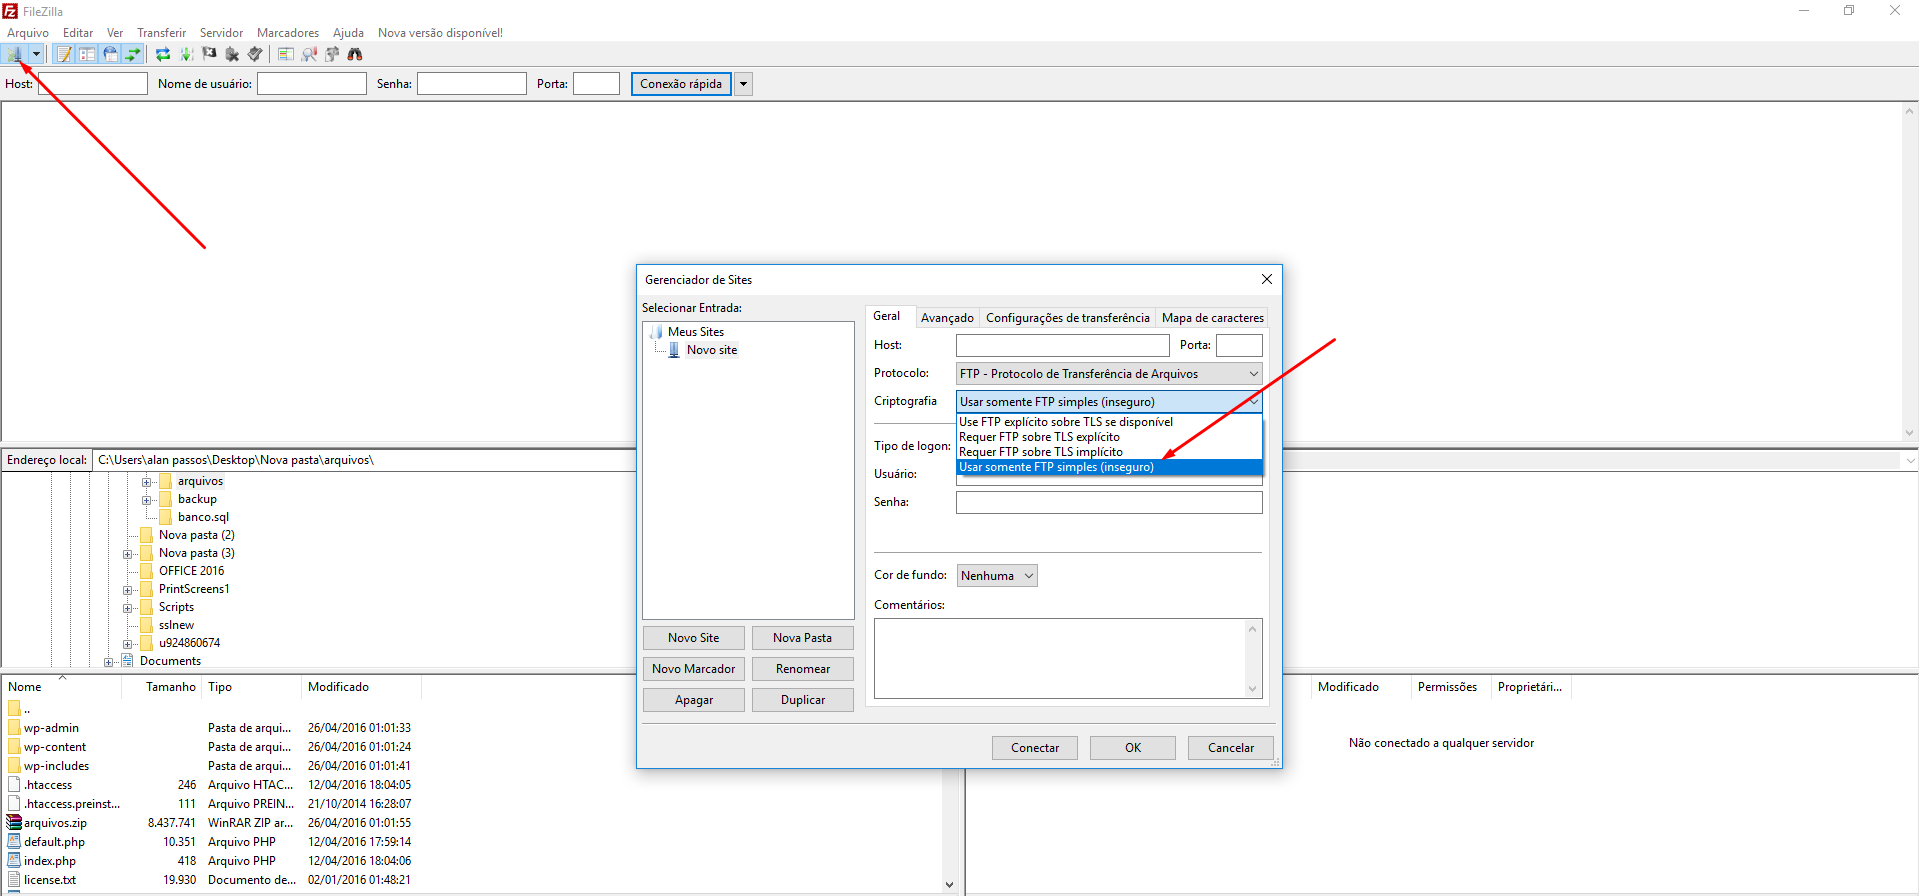 FileZilla
Arquivo Editar Ver Transferir Servidor Marcadores Ajuda Nova versão disponível!
Host: Nome de usuário: Senha: Porta: Conexão rápida
Gerenciador de Sites
Selecionar Entrada:
Meus Sites
Novo site
Novo Site Nova Pasta
Novo Marcador Renomear
Apagar Duplicar
Geral Avançado Configurações de transferência Mapa de caracteres
Host: Porta:
Protocolo: FTP - Protocolo de Transferência de Arquivos
Criptografia Usar somente FTP simples (inseguro)
Use FTP explícito sobre TLS se disponível
Requer FTP sobre TLS explícito
Requer FTP sobre TLS implícito
Usar somente FTP simples (inseguro)
Tipo de logon:
Usuário:
Senha:
Cor de fundo: Nenhuma
Comentários:
Conectar OK Cancelar
Endereço local: C:\Users\alan passos\Desktop\Nova pasta\arquivos\
arquivos
backup
banco.sql
Nova pasta (2)
Nova pasta (3)
OFFICE 2016
PrintScreens1
Scripts
sslnew
u924860674
Documents
Nome Tamanho Tipo Modificado
..
wp-admin Pasta de arqui... 26/04/2016 01:01:33
wp-content Pasta de arqui... 26/04/2016 01:01:24
wp-includes Pasta de arqui... 26/04/2016 01:01:41
.htaccess 246 Arquivo HTAC... 12/04/2016 18:04:05
.htaccess.preinst... 111 Arquivo PREIN... 21/10/2014 16:28:07
arquivos.zip 8.437.741 WinRAR ZIP ar... 26/04/2016 01:01:55
default.php 10.351 Arquivo PHP 12/04/2016 17:59:14
index.php 418 Arquivo PHP 12/04/2016 18:04:06
license.txt 19.930 Documento de... 02/01/2016 01:48:21
Modificado Permissões Proprietári...
Não conectado a qualquer servidor